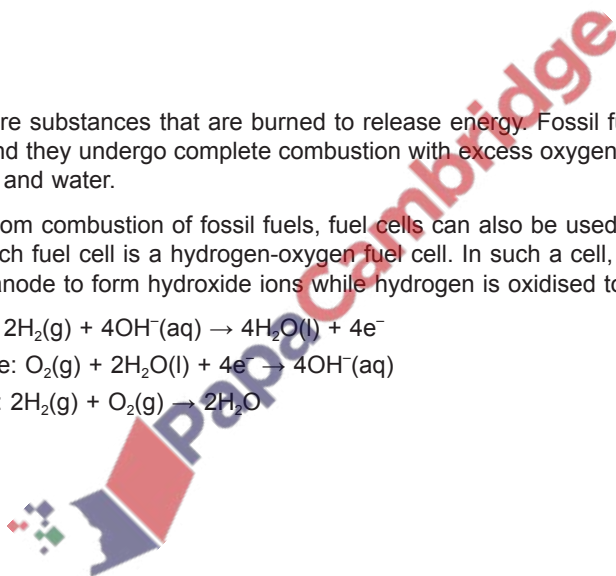 re substances that are burned to release energy. Fossil f
nd they undergo complete combustion with excess oxygen
and water.
om combustion of fossil fuels, fuel cells can also be used
ch fuel cell is a hydrogen-oxygen fuel cell. In such a cell,
anode to form hydroxide ions while hydrogen is oxidised to
2H₂(g) + 4OH⁻(aq) → 4H₂O(l) + 4e⁻
e: O₂(g) + 2H₂O(l) + 4e⁻ → 4OH⁻(aq)
: 2H₂(g) + O₂(g) → 2H₂O
PapaCambridge